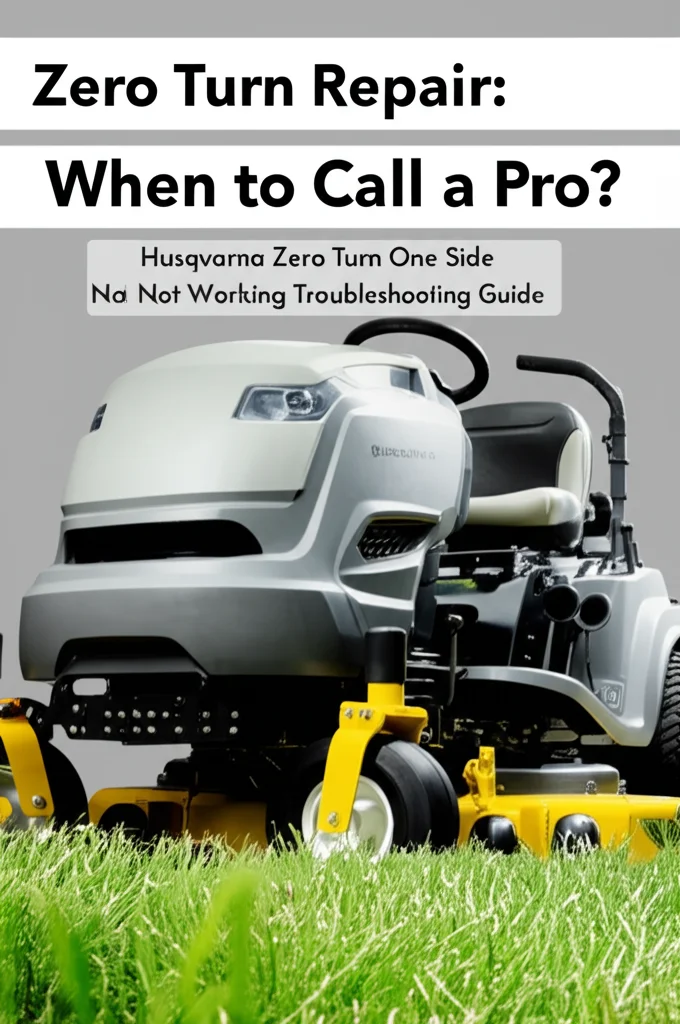 Zero Turn Repair:
When to Call a Pro?
Husqvarna Zero Turn One Side
Not Working Troubleshooting Guide